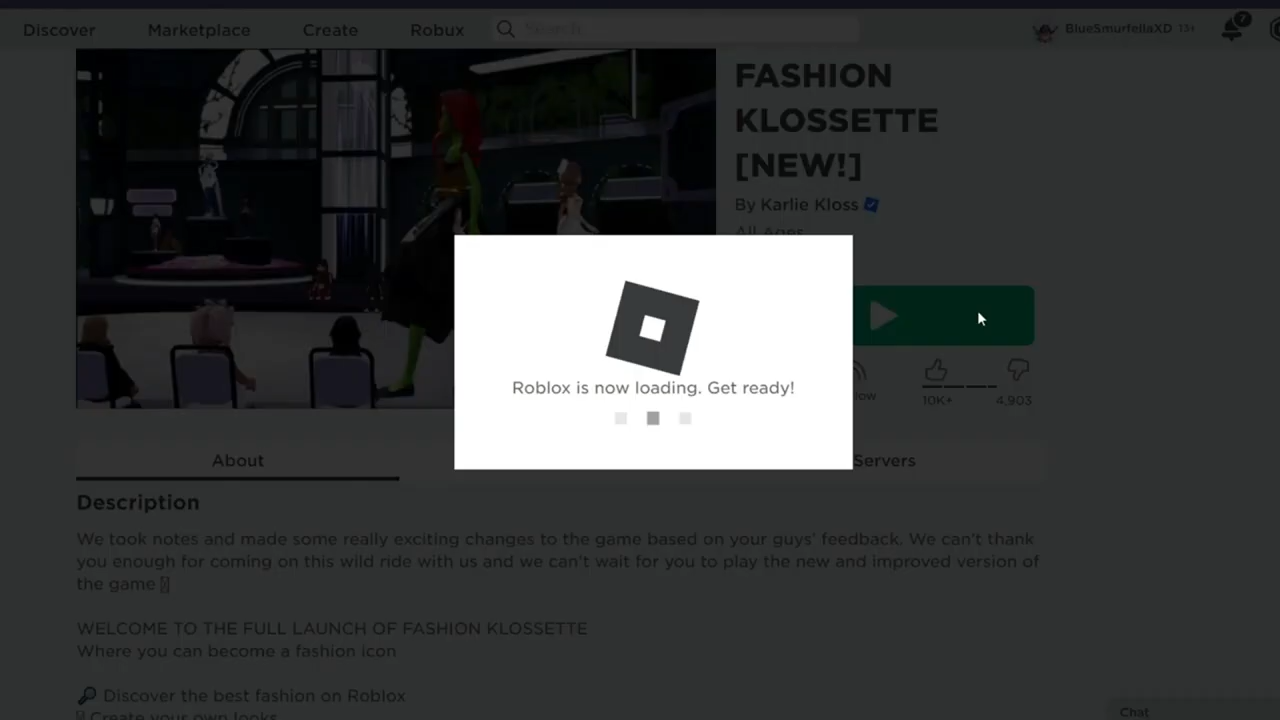 Discover Marketplace Create Robux Search BlueSmurfellaXD 13+ 7
FASHION
KLOSSETTE
[NEW!]
By Karlie Kloss
All Ages
Roblox is now loading. Get ready!
low
10K+ 4,903
About Servers
Description
We took notes and made some really exciting changes to the game based on your guys' feedback. We can't thank
you enough for coming on this wild ride with us and we can't wait for you to play the new and improved version of
the game
WELCOME TO THE FULL LAUNCH OF FASHION KLOSSETTE
Where you can become a fashion icon
🔎 Discover the best fashion on Roblox
Create your own looks
Chat